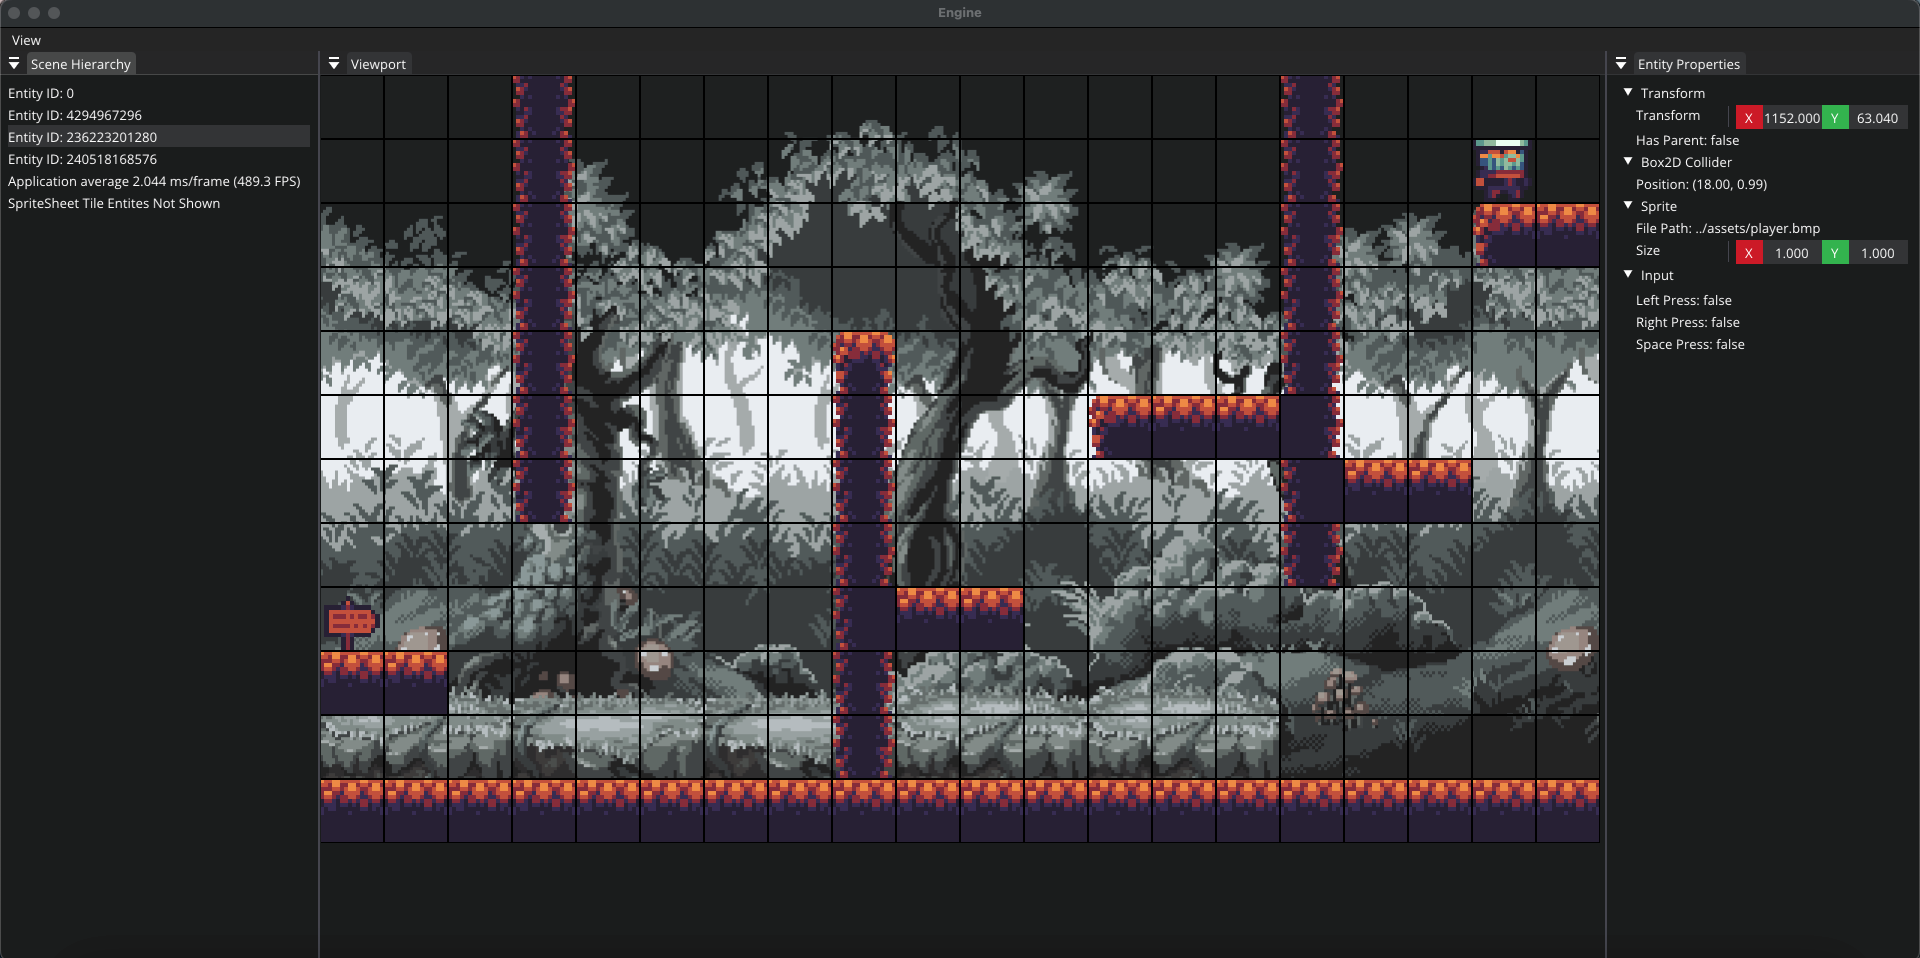 Engine
View
Scene Hierarchy
Entity ID: 0
Entity ID: 4294967296
Entity ID: 236223201280
Entity ID: 240518168576
Application average 2.044 ms/frame (489.3 FPS)
SpriteSheet Tile Entites Not Shown
Viewport
Entity Properties
Transform
Transform X 1152.000 Y 63.040
Has Parent: false
Box2D Collider
Position: (18.00, 0.99)
Sprite
File Path: ../assets/player.bmp
Size X 1.000 Y 1.000
Input
Left Press: false
Right Press: false
Space Press: false